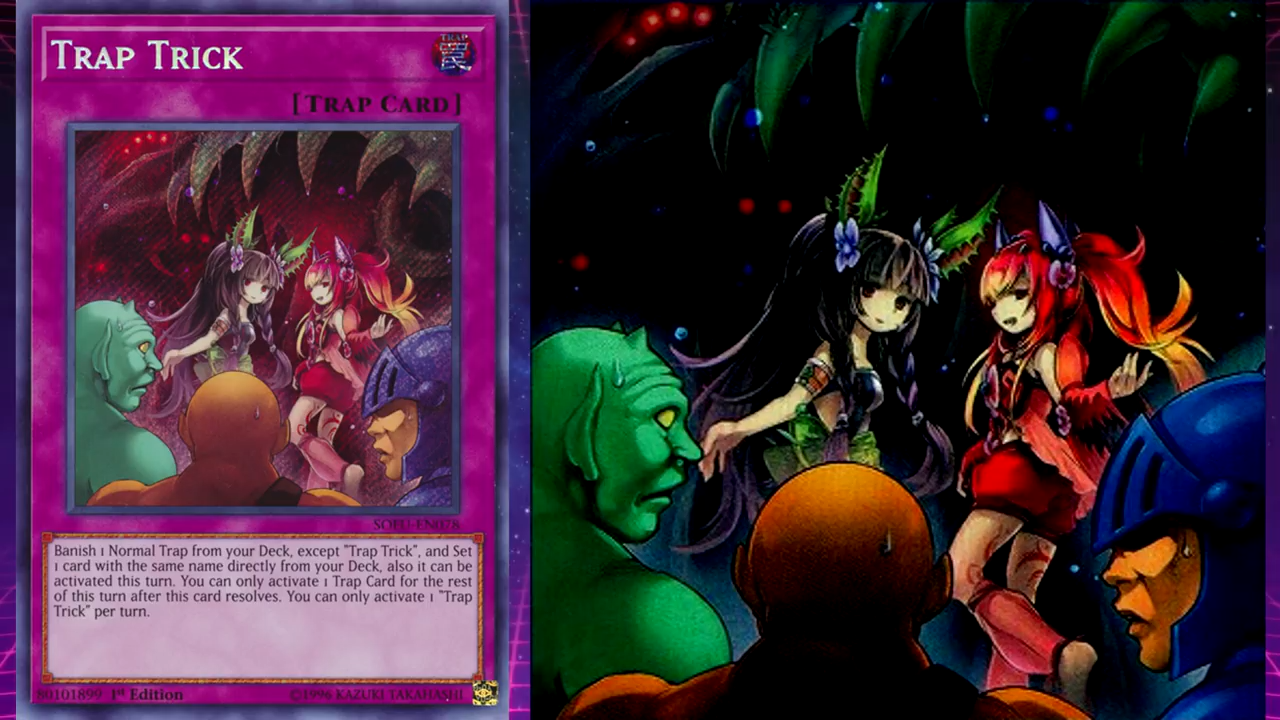 TRAP TRICK
TRAP
罠
[TRAP CARD]
SOFU-EN078
Banish 1 Normal Trap from your Deck, except "Trap Trick", and Set
1 card with the same name directly from your Deck, also it can be
activated this turn. You can only activate 1 Trap Card for the rest
of this turn after this card resolves. You can only activate 1 "Trap
Trick" per turn.
80101899 1st Edition
©1996 KAZUKI TAKAHASHI